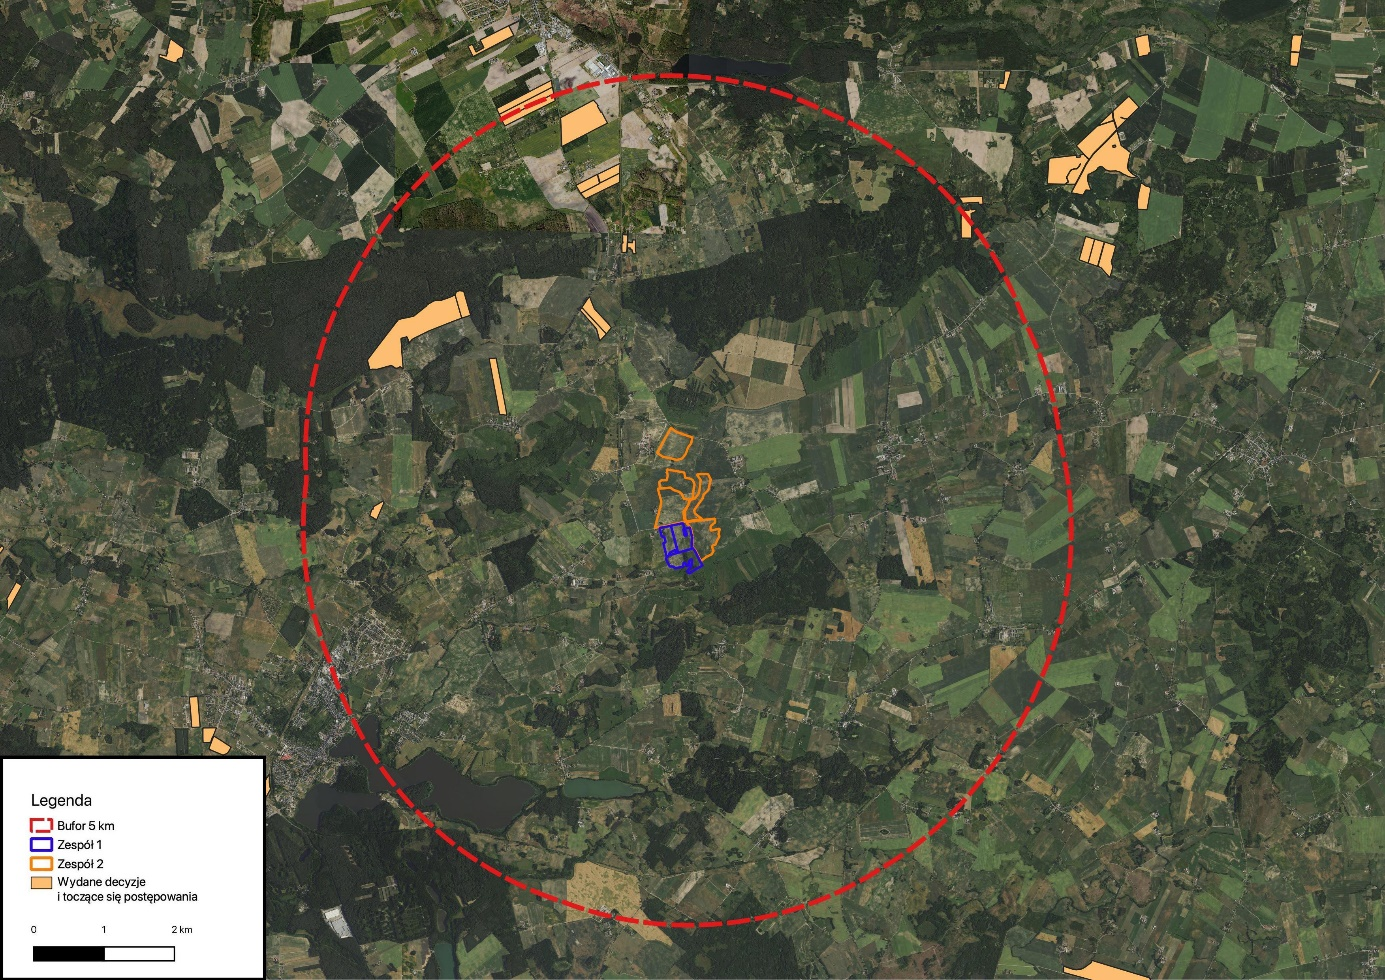 Legenda
Bufor 5 km
Zespół 1
Zespół 2
Wydane decyzje
i toczące się postępowania
0 1 2 km